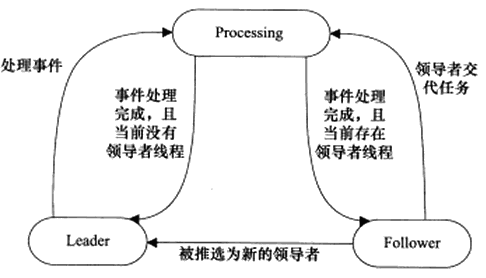 Processing
处理事件
领导者交
代任务
事件处理
完成，且
当前没有
领导者线程
事件处理
完成，且
当前存在
领导者线程
Leader
被推选为新的领导者
Follower